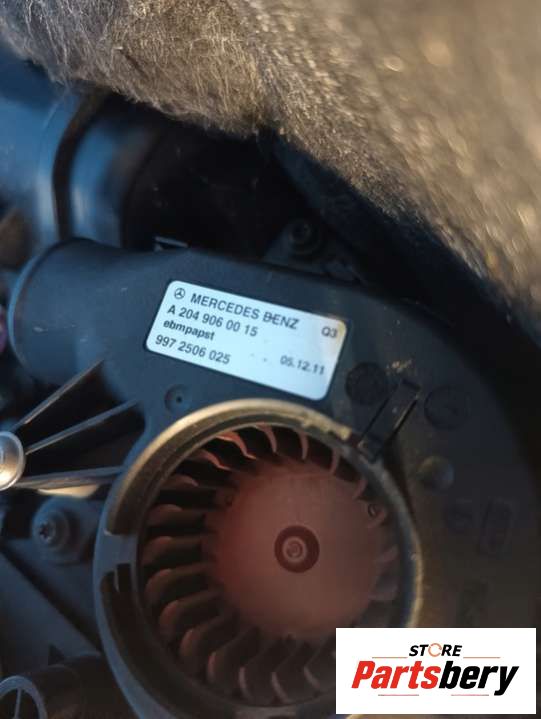 MERCEDES BENZ
A 204 906 00 15 Q3
ebmpapst
997 2506 025 05.12.11
STORE
Partsbery